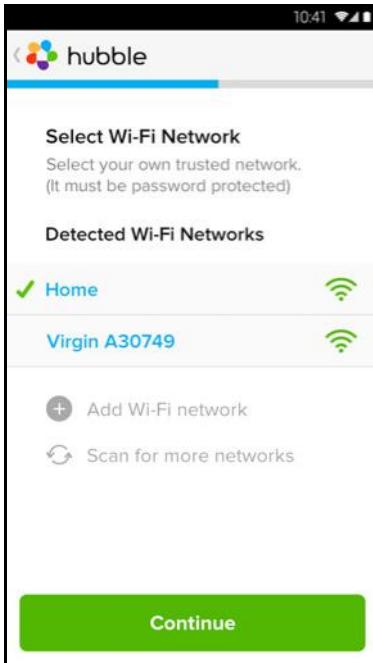 10:41
hubble
Select Wi-Fi Network
Select your own trusted network.
(It must be password protected)
Detected Wi-Fi Networks
Home
Virgin A30749
Add Wi-Fi network
Scan for more networks
Continue